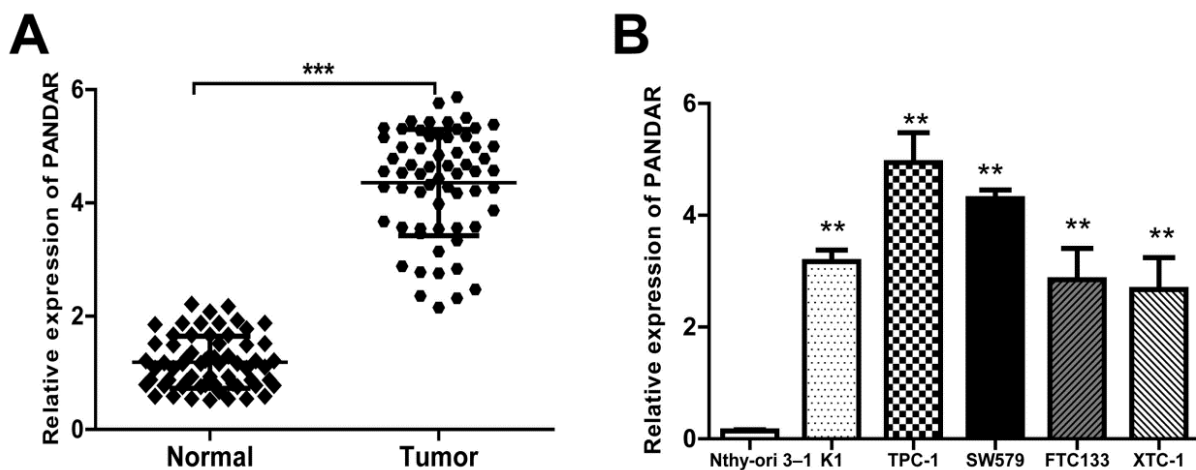 A
Relative expression of PANDAR
6
4
2
0
***
Normal
Tumor
B
Relative expression of PANDAR
6
4
2
0
**
**
**
**
**
Nthy-ori 3–1 K1 TPC-1 SW579 FTC133 XTC-1